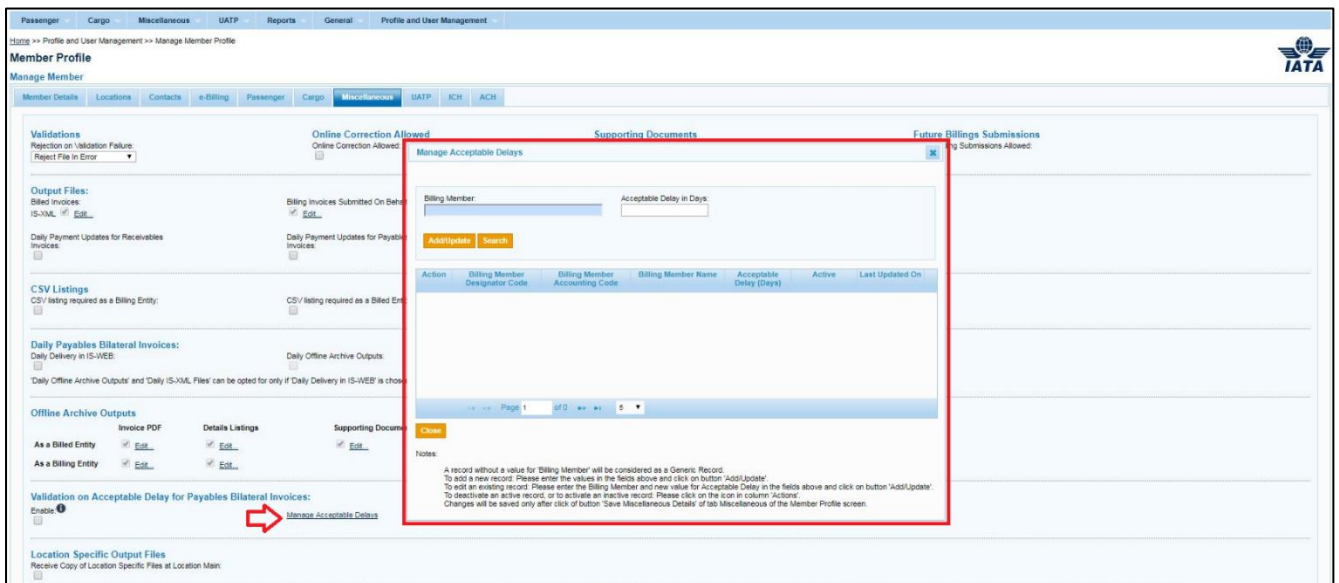 Passenger Cargo Miscellaneous UATP Reports General Profile and User Management
Home >> Profile and User Management >> Manage Member Profile
Member Profile
IATA
Manage Member
Member Details Locations Contacts e-Billing Passenger Cargo Miscellaneous UATP ICH ACH
Validations Online Correction Allowed Supporting Documents Future Billings Submissions
Rejection on Validation Failure: Online Correction Allowed: ng Submissions Allowed:
Reject File In Error
Manage Acceptable Delays
Output Files:
Billed Invoices: Billing Invoices Submitted On Beha
IS-XML Edit... Edit...
Daily Payment Updates for Receivables Invoices: Daily Payment Updates for Payable Invoices:
CSV Listings
CSV listing required as a Billing Entity: CSV listing required as a Billed Ent
Daily Payables Bilateral Invoices:
Daily Delivery in IS-WEB: Daily Offline Archive Outputs:
'Daily Offline Archive Outputs' and 'Daily IS-XML Files' can be opted for only if 'Daily Delivery in IS-WEB' is chose
Offline Archive Outputs
Invoice PDF Details Listings Supporting Docume
As a Billed Entity Edit... Edit... Edit...
As a Billing Entity Edit... Edit...
Validation on Acceptable Delay for Payables Bilateral Invoices:
Enable: Manage Acceptable Delays
Location Specific Output Files
Receive Copy of Location Specific Files at Location Main:
Billing Member: Acceptable Delay in Days:
Add/Update Search
Action Billing Member Designator Code Billing Member Accounting Code Billing Member Name Acceptable Delay (Days) Active Last Updated On
Page 1 of 0 5
Close
Notes:
A record without a value for 'Billing Member' will be considered as a Generic Record.
To add a new record: Please enter the values in the fields above and click on button 'Add/Update'.
To edit an existing record: Please enter the Billing Member and new value for Acceptable Delay in the fields above and click on button 'Add/Update'.
To deactivate an active record, or to activate an inactive record: Please click on the icon in column 'Actions'.
Changes will be saved only after click of button 'Save Miscellaneous Details' of tab Miscellaneous of the Member Profile screen.